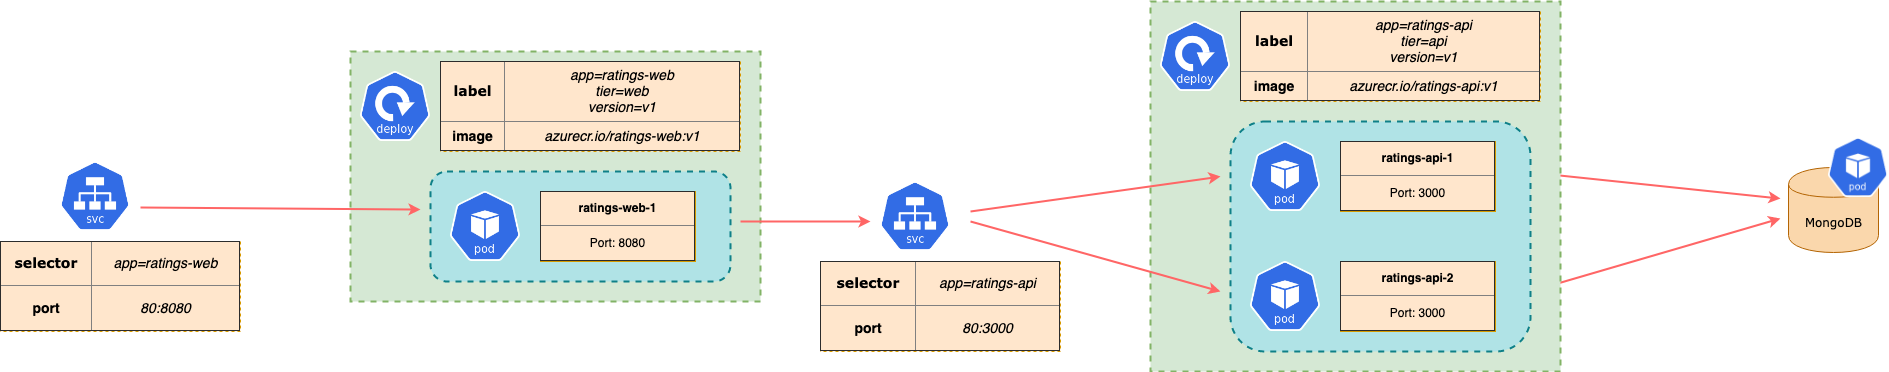 svc
selector app=ratings-web
port 80:8080
deploy
label
app=ratings-web
tier=web
version=v1
image azurecr.io/ratings-web:v1
pod
ratings-web-1
Port: 8080
svc
selector app=ratings-api
port 80:3000
deploy
label
app=ratings-api
tier=api
version=v1
image azurecr.io/ratings-api:v1
pod
ratings-api-1
Port: 3000
pod
ratings-api-2
Port: 3000
pod
MongoDB